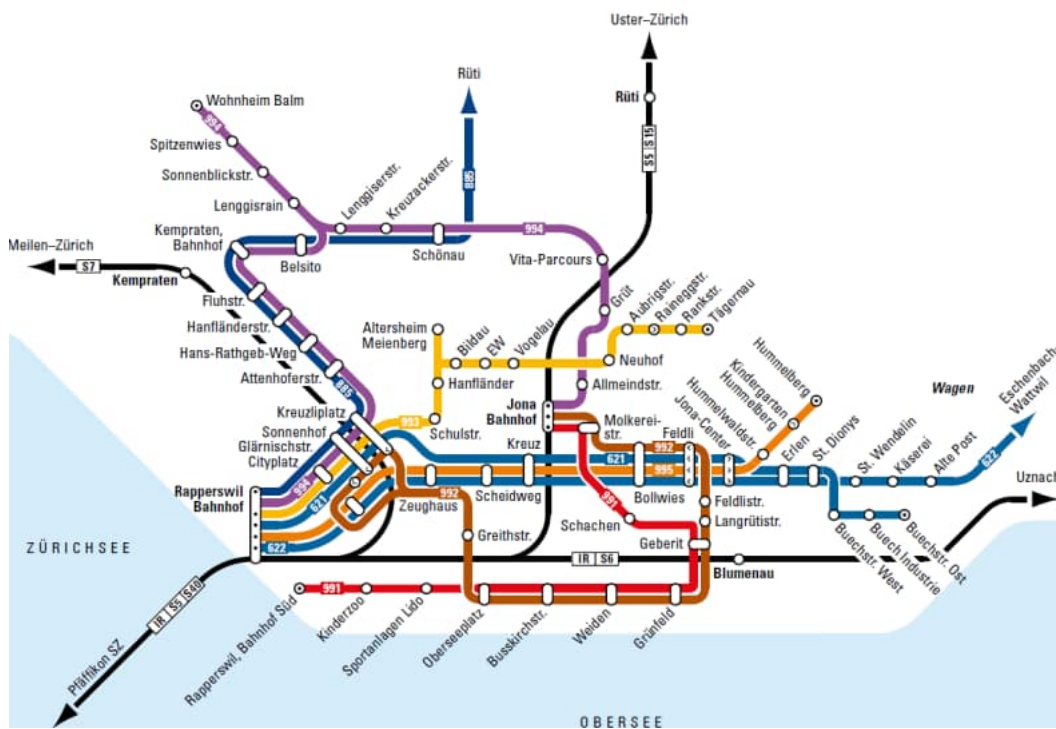 Uster–Zürich
Rüti
Rüti
S5 S15
885
Wohnheim Balm
994
Spitzenwies
Sonnenblickstr.
Lenggisrain
Lenggiserstr.
Kreuzackerstr.
Kempraten,
Bahnhof
Belsito
Schönau
994
Vita-Parcours
Grüt
Meilen–Zürich
S7
Kempraten
Fluhstr.
Hanfländerstr.
Hans-Rathgeb-Weg
Attenhoferstr.
885
Altersheim
Meienberg
Bildau
EW
Vogelau
Aubrigstr.
Raineggstr.
Rankstr.
Tägernau
Neuhof
Hanfländer
Allmeindstr.
Kreuzliplatz
Sonnenhof
Glärnischstr.
Cityplatz
993
Schulstr.
Jona
Bahnhof
Kreuz
Molkerei-
str.
Feldli
992
Jona-Center
Hummelwaldstr.
Hummelberg
Kindergarten
Hummelberg
Wagen
Eschenbach-
Wattwil
621
995
Erlen
St. Dionys
St. Wendelin
Käserei
Alte Post
622
Uznach
Rapperswil
Bahnhof
994
621
622
Zeughaus
992
Scheidweg
Bollwies
991
Feldlistr.
Langrütistr.
Schachen
Geberit
Greithstr.
IR S6
Blumenau
Buechstr. West
Buech Industrie
Buechstr. Ost
ZÜRICHSEE
IR S5 S40
Pfäffikon SZ
991
Rapperswil, Bahnhof Süd
Kinderzoo
Sportanlagen Lido
Oberseeplatz
Busskirchstr.
Weiden
Grünfeld
OBERSEE